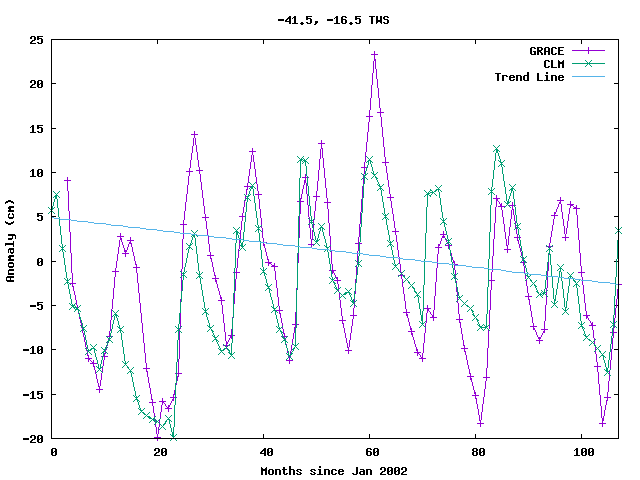 -41.5, -16.5 TWS
GRACE
CLM
Trend Line
25
20
15
10
5
0
-5
-10
-15
-20
Anomaly (cm)
0 20 40 60 80 100
Months since Jan 2002